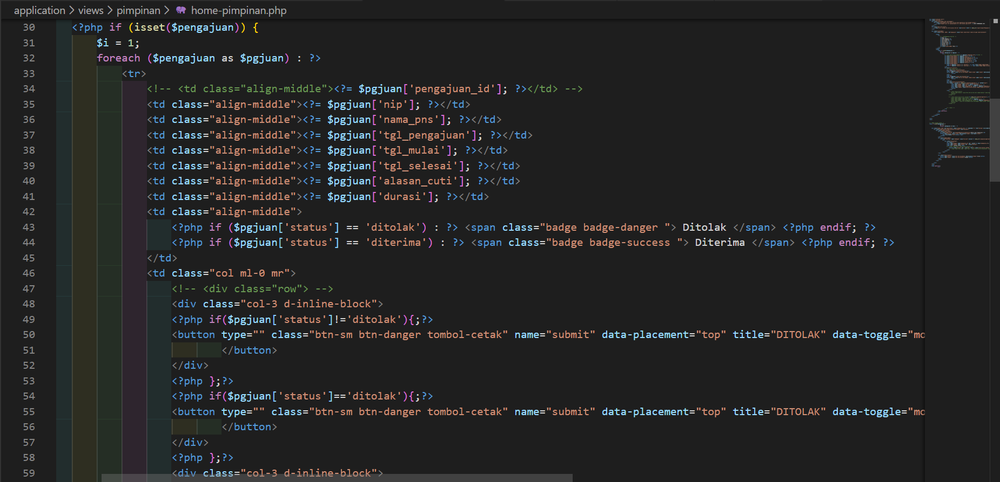 application > views > pimpinan > home-pimpinan.php
30 <?php if (isset($pengajuan)) {
31 $i = 1;
32 foreach ($pengajuan as $pgjuan) : ?>
33 <tr>
34 <!-- <td class="align-middle"><?= $pgjuan['pengajuan_id']; ?></td> -->
35 <td class="align-middle"><?= $pgjuan['nip']; ?></td>
36 <td class="align-middle"><?= $pgjuan['nama_pns']; ?></td>
37 <td class="align-middle"><?= $pgjuan['tgl_pengajuan']; ?></td>
38 <td class="align-middle"><?= $pgjuan['tgl_mulai']; ?></td>
39 <td class="align-middle"><?= $pgjuan['tgl_selesai']; ?></td>
40 <td class="align-middle"><?= $pgjuan['alasan_cuti']; ?></td>
41 <td class="align-middle"><?= $pgjuan['durasi']; ?></td>
42 <td class="align-middle">
43 <?php if ($pgjuan['status'] == 'ditolak') : ?> <span class="badge badge-danger "> Ditolak </span> <?php endif; ?>
44 <?php if ($pgjuan['status'] == 'diterima') : ?> <span class="badge badge-success "> Diterima </span> <?php endif; ?>
45 </td>
46 <td class="col ml-0 mr">
47 <!-- <div class="row"> -->
48 <div class="col-3 d-inline-block">
49 <?php if($pgjuan['status']!='ditolak'){;?>
50 <button type="" class="btn-sm btn-danger tombol-cetak" name="submit" data-placement="top" title="DITOLAK" data-toggle="mo
51 </button>
52 </div>
53 <?php };?>
54 <?php if($pgjuan['status']=='ditolak'){;?>
55 <button type="" class="btn-sm btn-danger tombol-cetak" name="submit" data-placement="top" title="DITOLAK" data-toggle="mo
56 </button>
57 </div>
58 <?php };?>
59 <div class="col-3 d-inline-block">